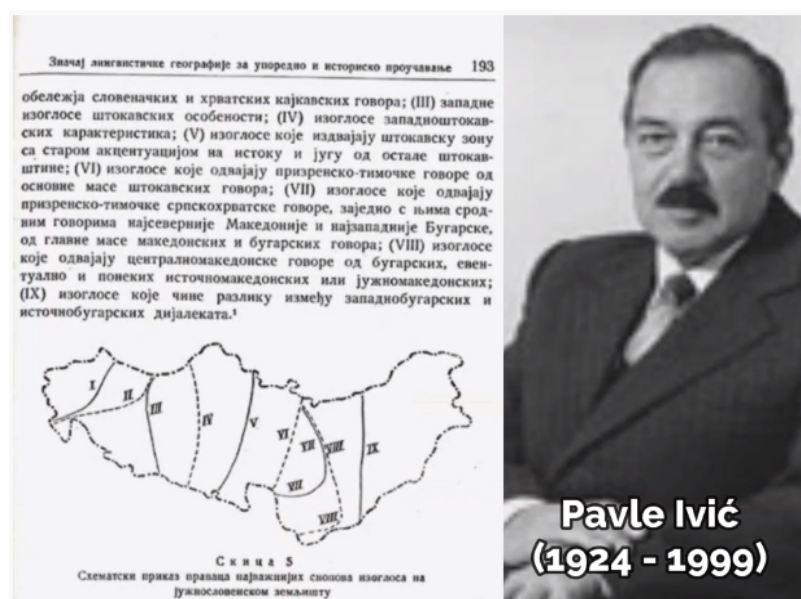 Значај лингвистичке географије за упоредно и историско проучавање 193
обележја словеначких и хрватских кајкавских говора; (III) западне
изоглосе штокавских особености; (IV) изоглосе западноштокав-
ских карактеристика; (V) изоглосе које издвајају штокавску зону
са старом акцентуацијом на истоку и југу од остале штокав-
штине; (VI) изоглосе које одвајају призренско-тимочке говоре од
основне масе штокавских говора; (VII) изоглосе које одвајају
призренско-тимочке српскохрватске говоре, заједно с њима срод-
ним говорима најсеверније Македоније и најзападније Бугарске,
од главне масе македонских и бугарских говора; (VIII) изоглосе
које одвајају централномакедонске говоре од бугарских, евен-
туално и понеких источномакедонских или јужномакедонских;
(IX) изоглосе које чине разлику између западнобугарских и
источнобугарских дијалеката.¹
I
II
III
IV
V
VI
VII
VIII
IX
VII
VIII
Скица 5
Схематски приказ праваца најважнијих снопова изоглоса на
јужнословенском земљишту
Pavle Ivić
(1924 - 1999)